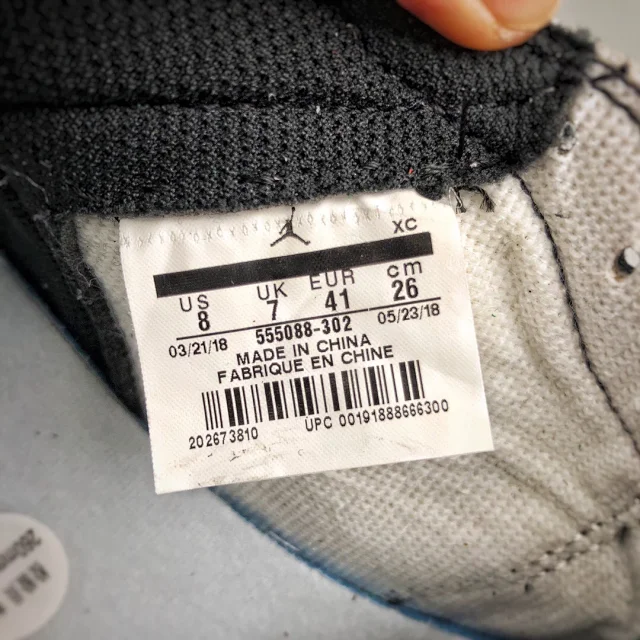 XC
US UK EUR cm
8 7 41 26
555088-302
03/21/18 05/23/18
MADE IN CHINA
FABRIQUE EN CHINE
202673810 UPC 00191888666300